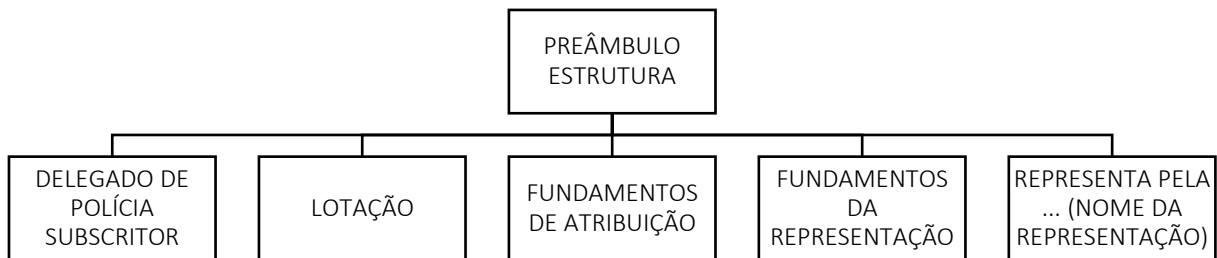 PREÂMBULO
ESTRUTURA
DELEGADO DE
POLÍCIA
SUBSCRITOR
LOTAÇÃO
FUNDAMENTOS
DE ATRIBUIÇÃO
FUNDAMENTOS
DA
REPRESENTAÇÃO
REPRESENTA PELA
... (NOME DA
REPRESENTAÇÃO)